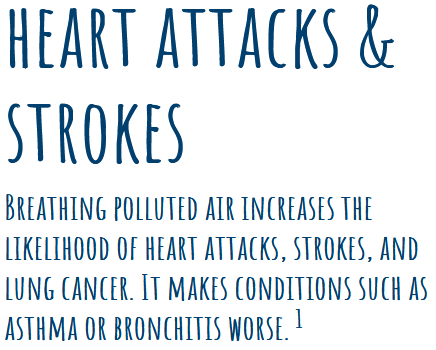 HEART ATTACKS &
STROKES
BREATHING POLLUTED AIR INCREASES THE
LIKELIHOOD OF HEART ATTACKS, STROKES, AND
LUNG CANCER. IT MAKES CONDITIONS SUCH AS
ASTHMA OR BRONCHITIS WORSE. 1